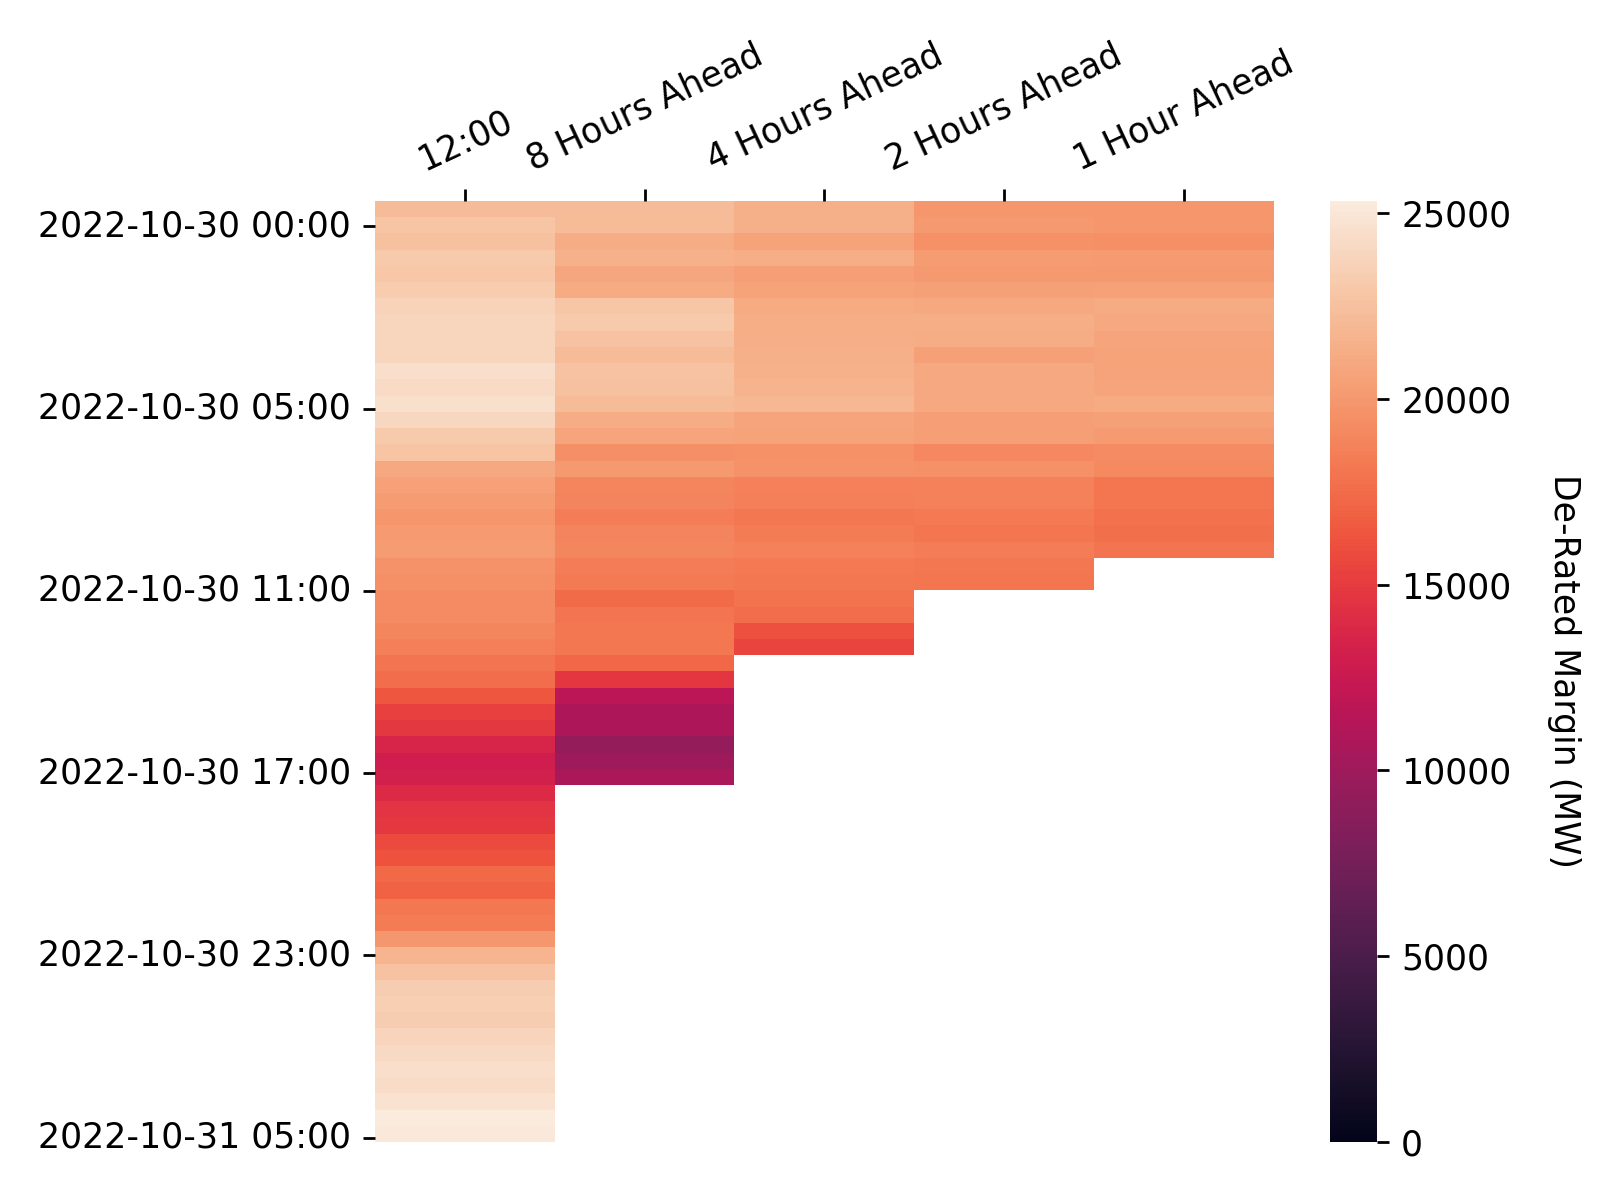 12:00
8 Hours Ahead
4 Hours Ahead
2 Hours Ahead
1 Hour Ahead
2022-10-30 00:00
2022-10-30 05:00
2022-10-30 11:00
2022-10-30 17:00
2022-10-30 23:00
2022-10-31 05:00
25000
20000
15000
10000
5000
0
De-Rated Margin (MW)